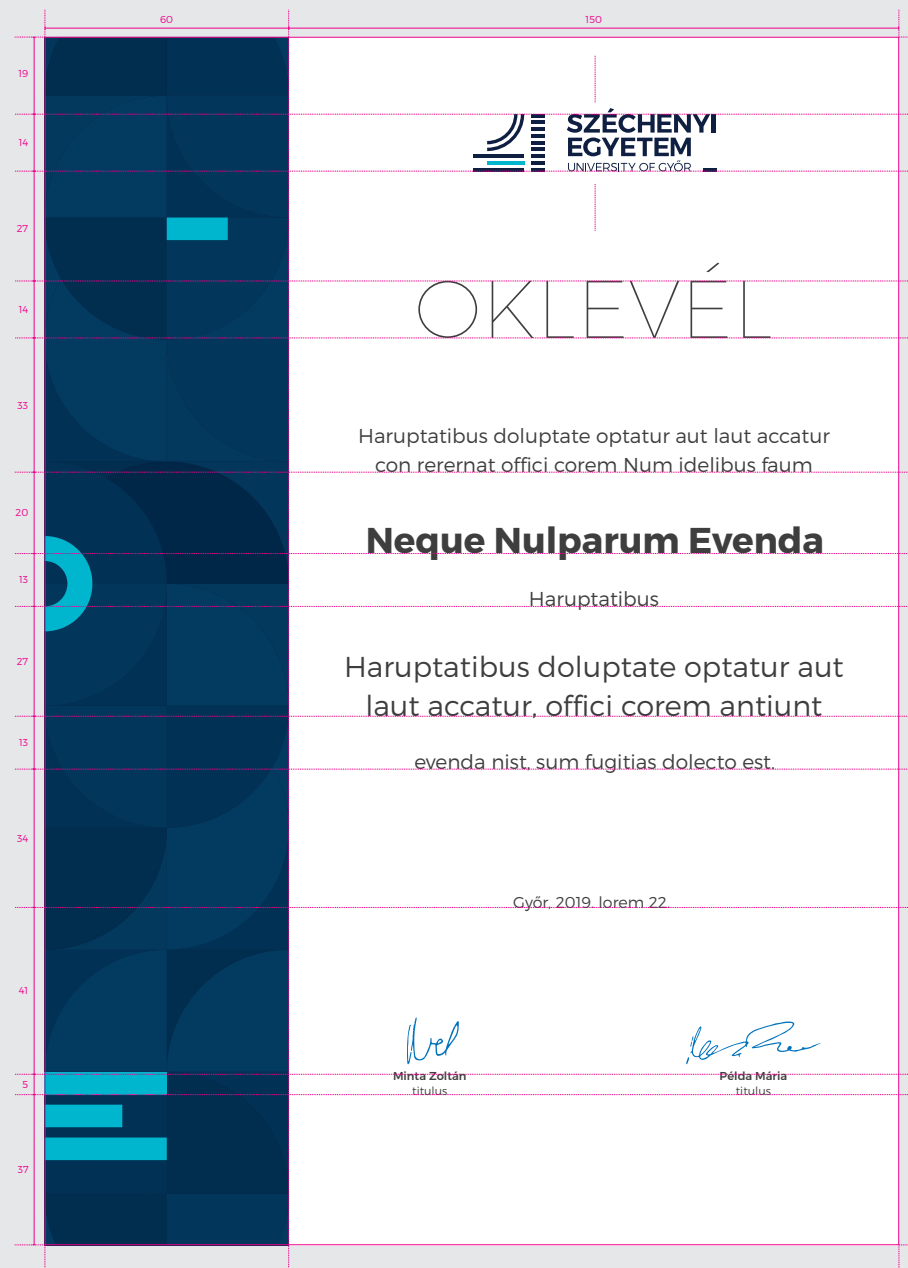 60
150
19
SZÉCHENYI
EGYETEM
UNIVERSITY OF GYŐR
14
27
OKLEVÉL
14
33
Haruptatibus doluptate optatur aut laut accatur
con rerernat offici corem Num idelibus faum
20
Neque Nulparum Evenda
13
Haruptatibus
27
Haruptatibus doluptate optatur aut
laut accatur, offici corem antiunt
13
evenda nist, sum fugitias dolecto est.
34
Győr, 2019. lorem 22.
41
Minta Zoltán
Példa Mária
5
titulus
titulus
37